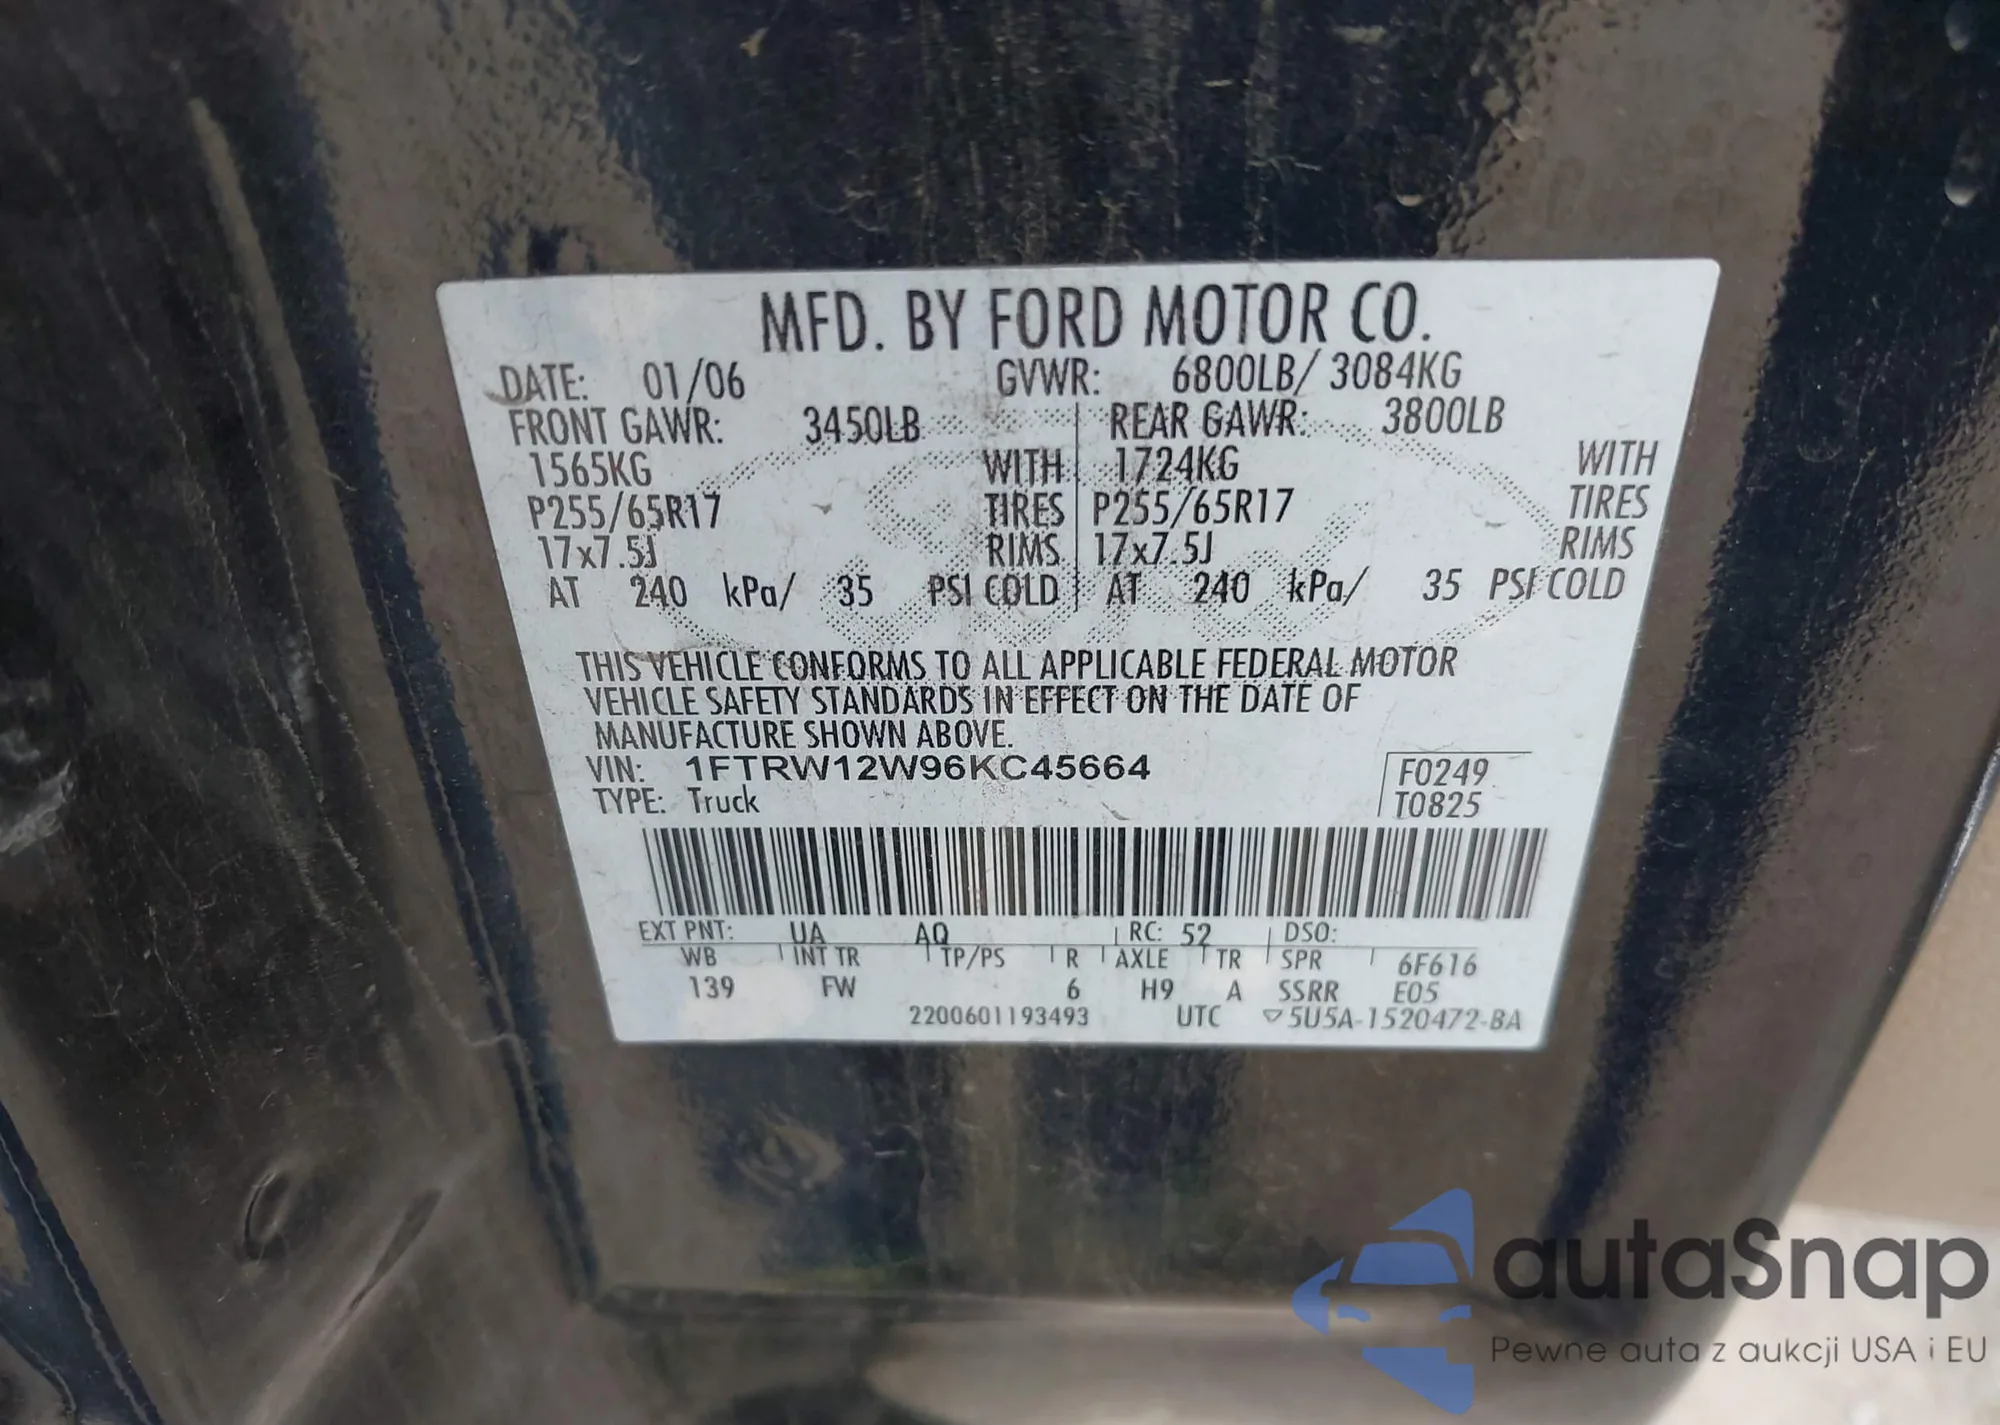 MFD. BY FORD MOTOR CO.
DATE: 01/06 GVWR: 6800LB/ 3084KG
FRONT GAWR: 3450LB REAR GAWR: 3800LB
1565KG WITH 1724KG WITH
P255/65R17 TIRES P255/65R17 TIRES
17x7.5J RIMS 17x7.5J RIMS
AT 240 kPa/ 35 PSI COLD AT 240 kPa/ 35 PSI COLD
THIS VEHICLE CONFORMS TO ALL APPLICABLE FEDERAL MOTOR
VEHICLE SAFETY STANDARDS IN EFFECT ON THE DATE OF
MANUFACTURE SHOWN ABOVE.
VIN: 1FTRW12W96KC45664 F0249
TYPE: Truck T0825
EXT PNT: UA AQ RC: 52 DSO:
WB INT TR TP/PS R AXLE TR SPR 6F616
139 FW 6 H9 A SSRR E05
2200601193493 UTC ▽5U5A-1520472-BA
autaSnap
Pewne auta z aukcji USA i EU